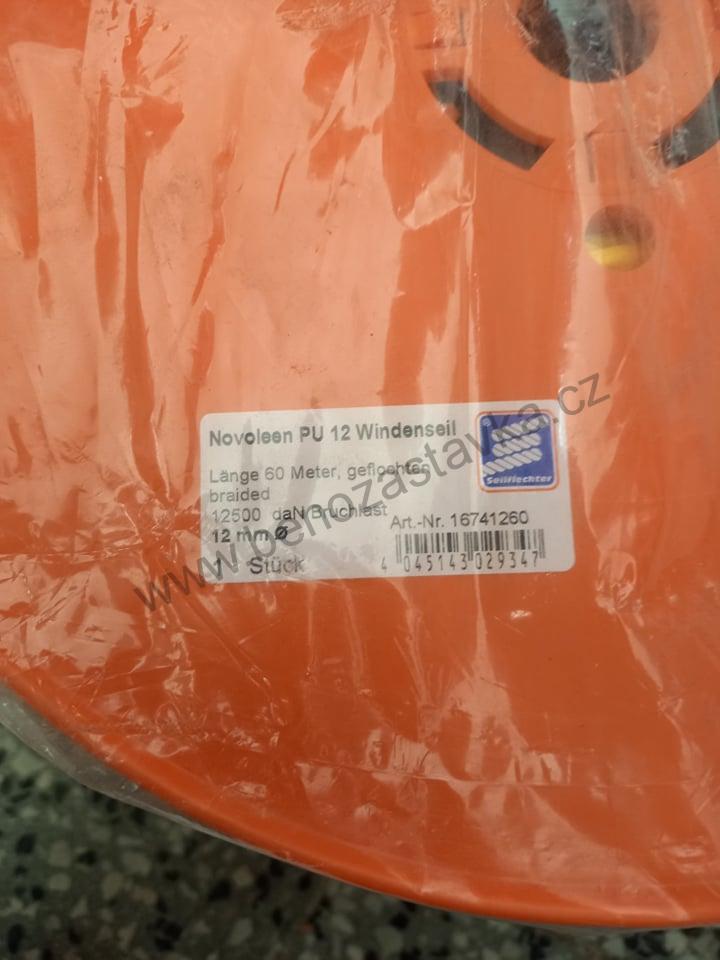 Novoleen PU 12 Windenseil
Länge 60 Meter, geflochten
braided
12500 daN Bruchlast
12 mm Ø
1 Stück
®
Seilflechter
Art.-Nr. 16741260
4 045143 029347
www.benozastavka.cz